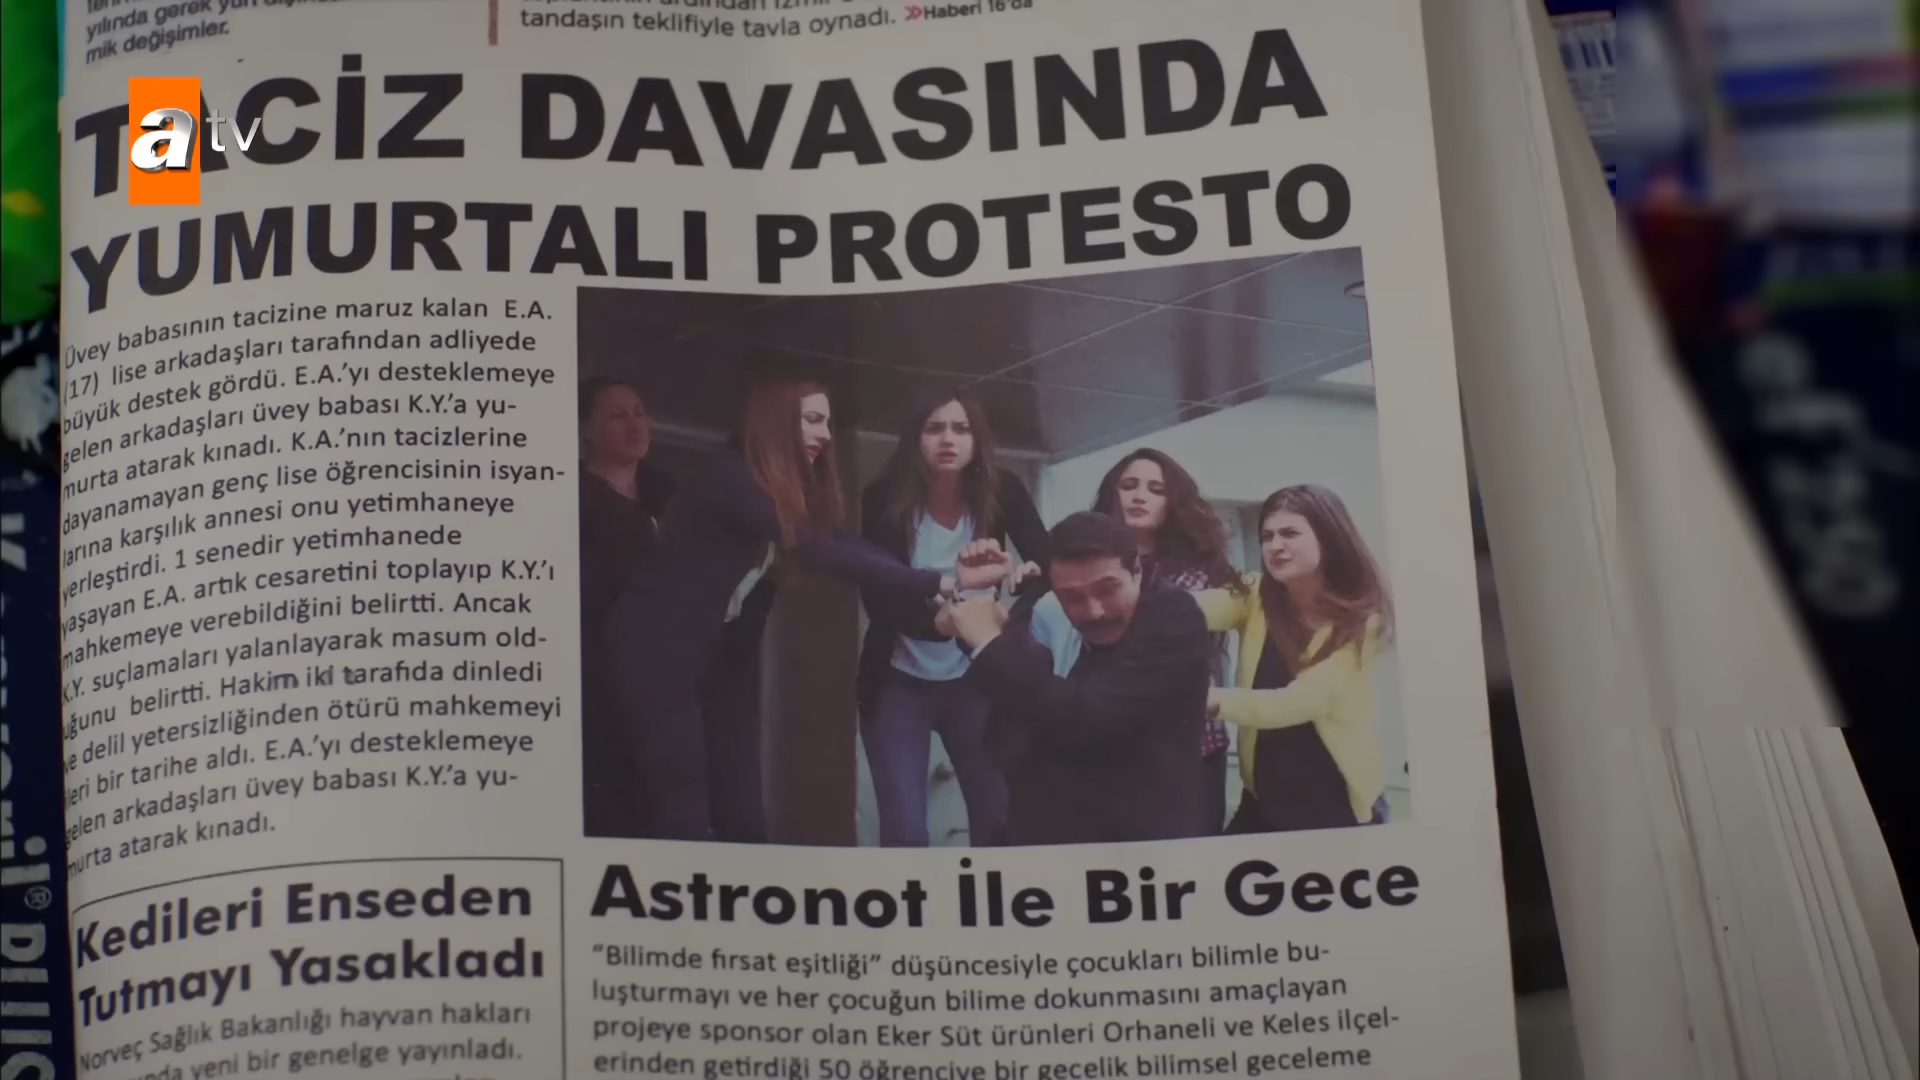 yılında gerek yurt
mik değişimler.
tandaşın teklifiyle tavla oynadı. »Haberi 16'da
atv
TACİZ DAVASINDA
YUMURTALI PROTESTO
Üvey babasının tacizine maruz kalan E.A.
(17) lise arkadaşları tarafından adliyede
büyük destek gördü. E.A.'yı desteklemeye
gelen arkadaşları üvey babası K.Y.'a yu-
murta atarak kınadı. K.A.'nın tacizlerine
dayanamayan genç lise öğrencisinin isyan-
larına karşılık annesi onu yetimhaneye
yerleştirdi. 1 senedir yetimhanede
yaşayan E.A. artık cesaretini toplayıp K.Y.'ı
mahkemeye verebildiğini belirtti. Ancak
K.Y. suçlamaları yalanlayarak masum old-
uğunu belirtti. Hakim iki tarafıda dinledi
ve delil yetersizliğinden ötürü mahkemeyi
ileri bir tarihe aldı. E.A.'yı desteklemeye
gelen arkadaşları üvey babası K.Y.'a yu-
murta atarak kınadı.
Kedileri Enseden
Tutmayı Yasakladı
Norveç Sağlık Bakanlığı hayvan hakları
yeni bir genelge yayınladı.
Astronot İle Bir Gece
"Bilimde fırsat eşitliği" düşüncesiyle çocukları bilimle bu-
luşturmayı ve her çocuğun bilime dokunmasını amaçlayan
projeye sponsor olan Eker Süt ürünleri Orhaneli ve Keles ilçel-
erinden getirdiği 50 öğrenciye bir gecelik bilimsel geceleme